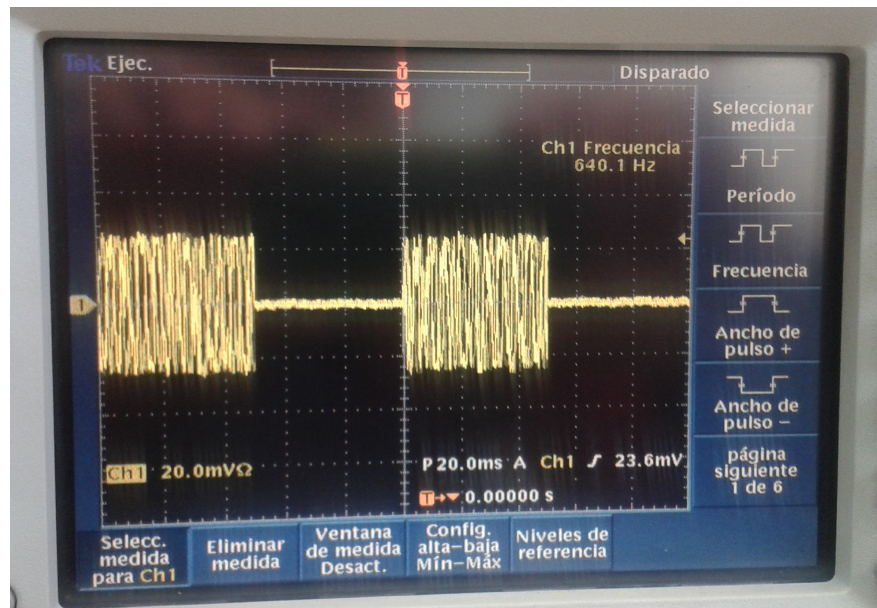 Tek Ejec.
T
Disparado
T
Seleccionar
medida
Ch1 Frecuencia
640.1 Hz
Período
Frecuencia
1
Ancho de
pulso +
Ancho de
pulso −
Ch1 20.0mVΩ
P 20.0ms A Ch1 23.6mV
T 0.00000 s
página
siguiente
1 de 6
Selecc.
medida
para Ch1
Eliminar
medida
Ventana
de medida
Desact.
Config.
alta−baja
Mín−Máx
Niveles de
referencia